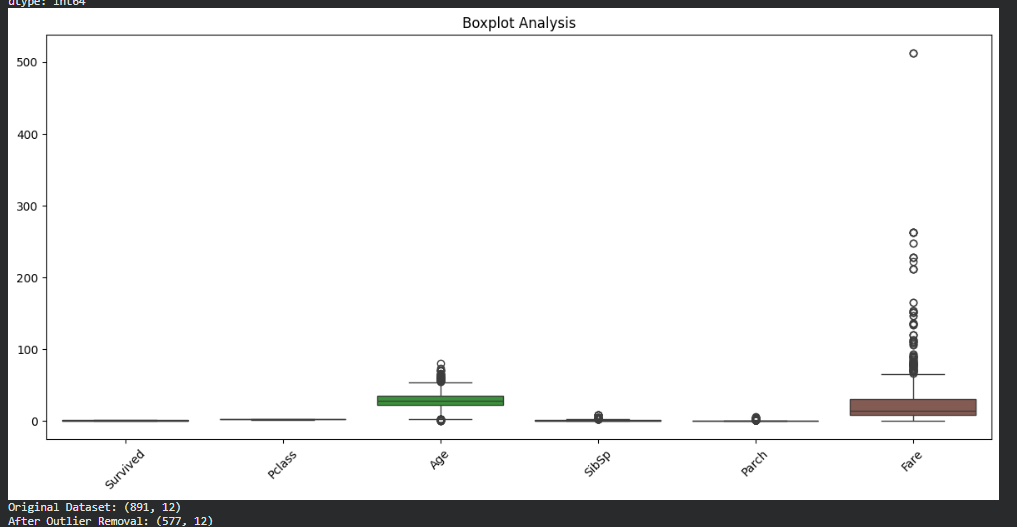 dtype: int64
Boxplot Analysis
500
400
300
200
100
0
Survived
Pclass
Age
SibSp
Parch
Fare
Original Dataset: (891, 12)
After Outlier Removal: (577, 12)